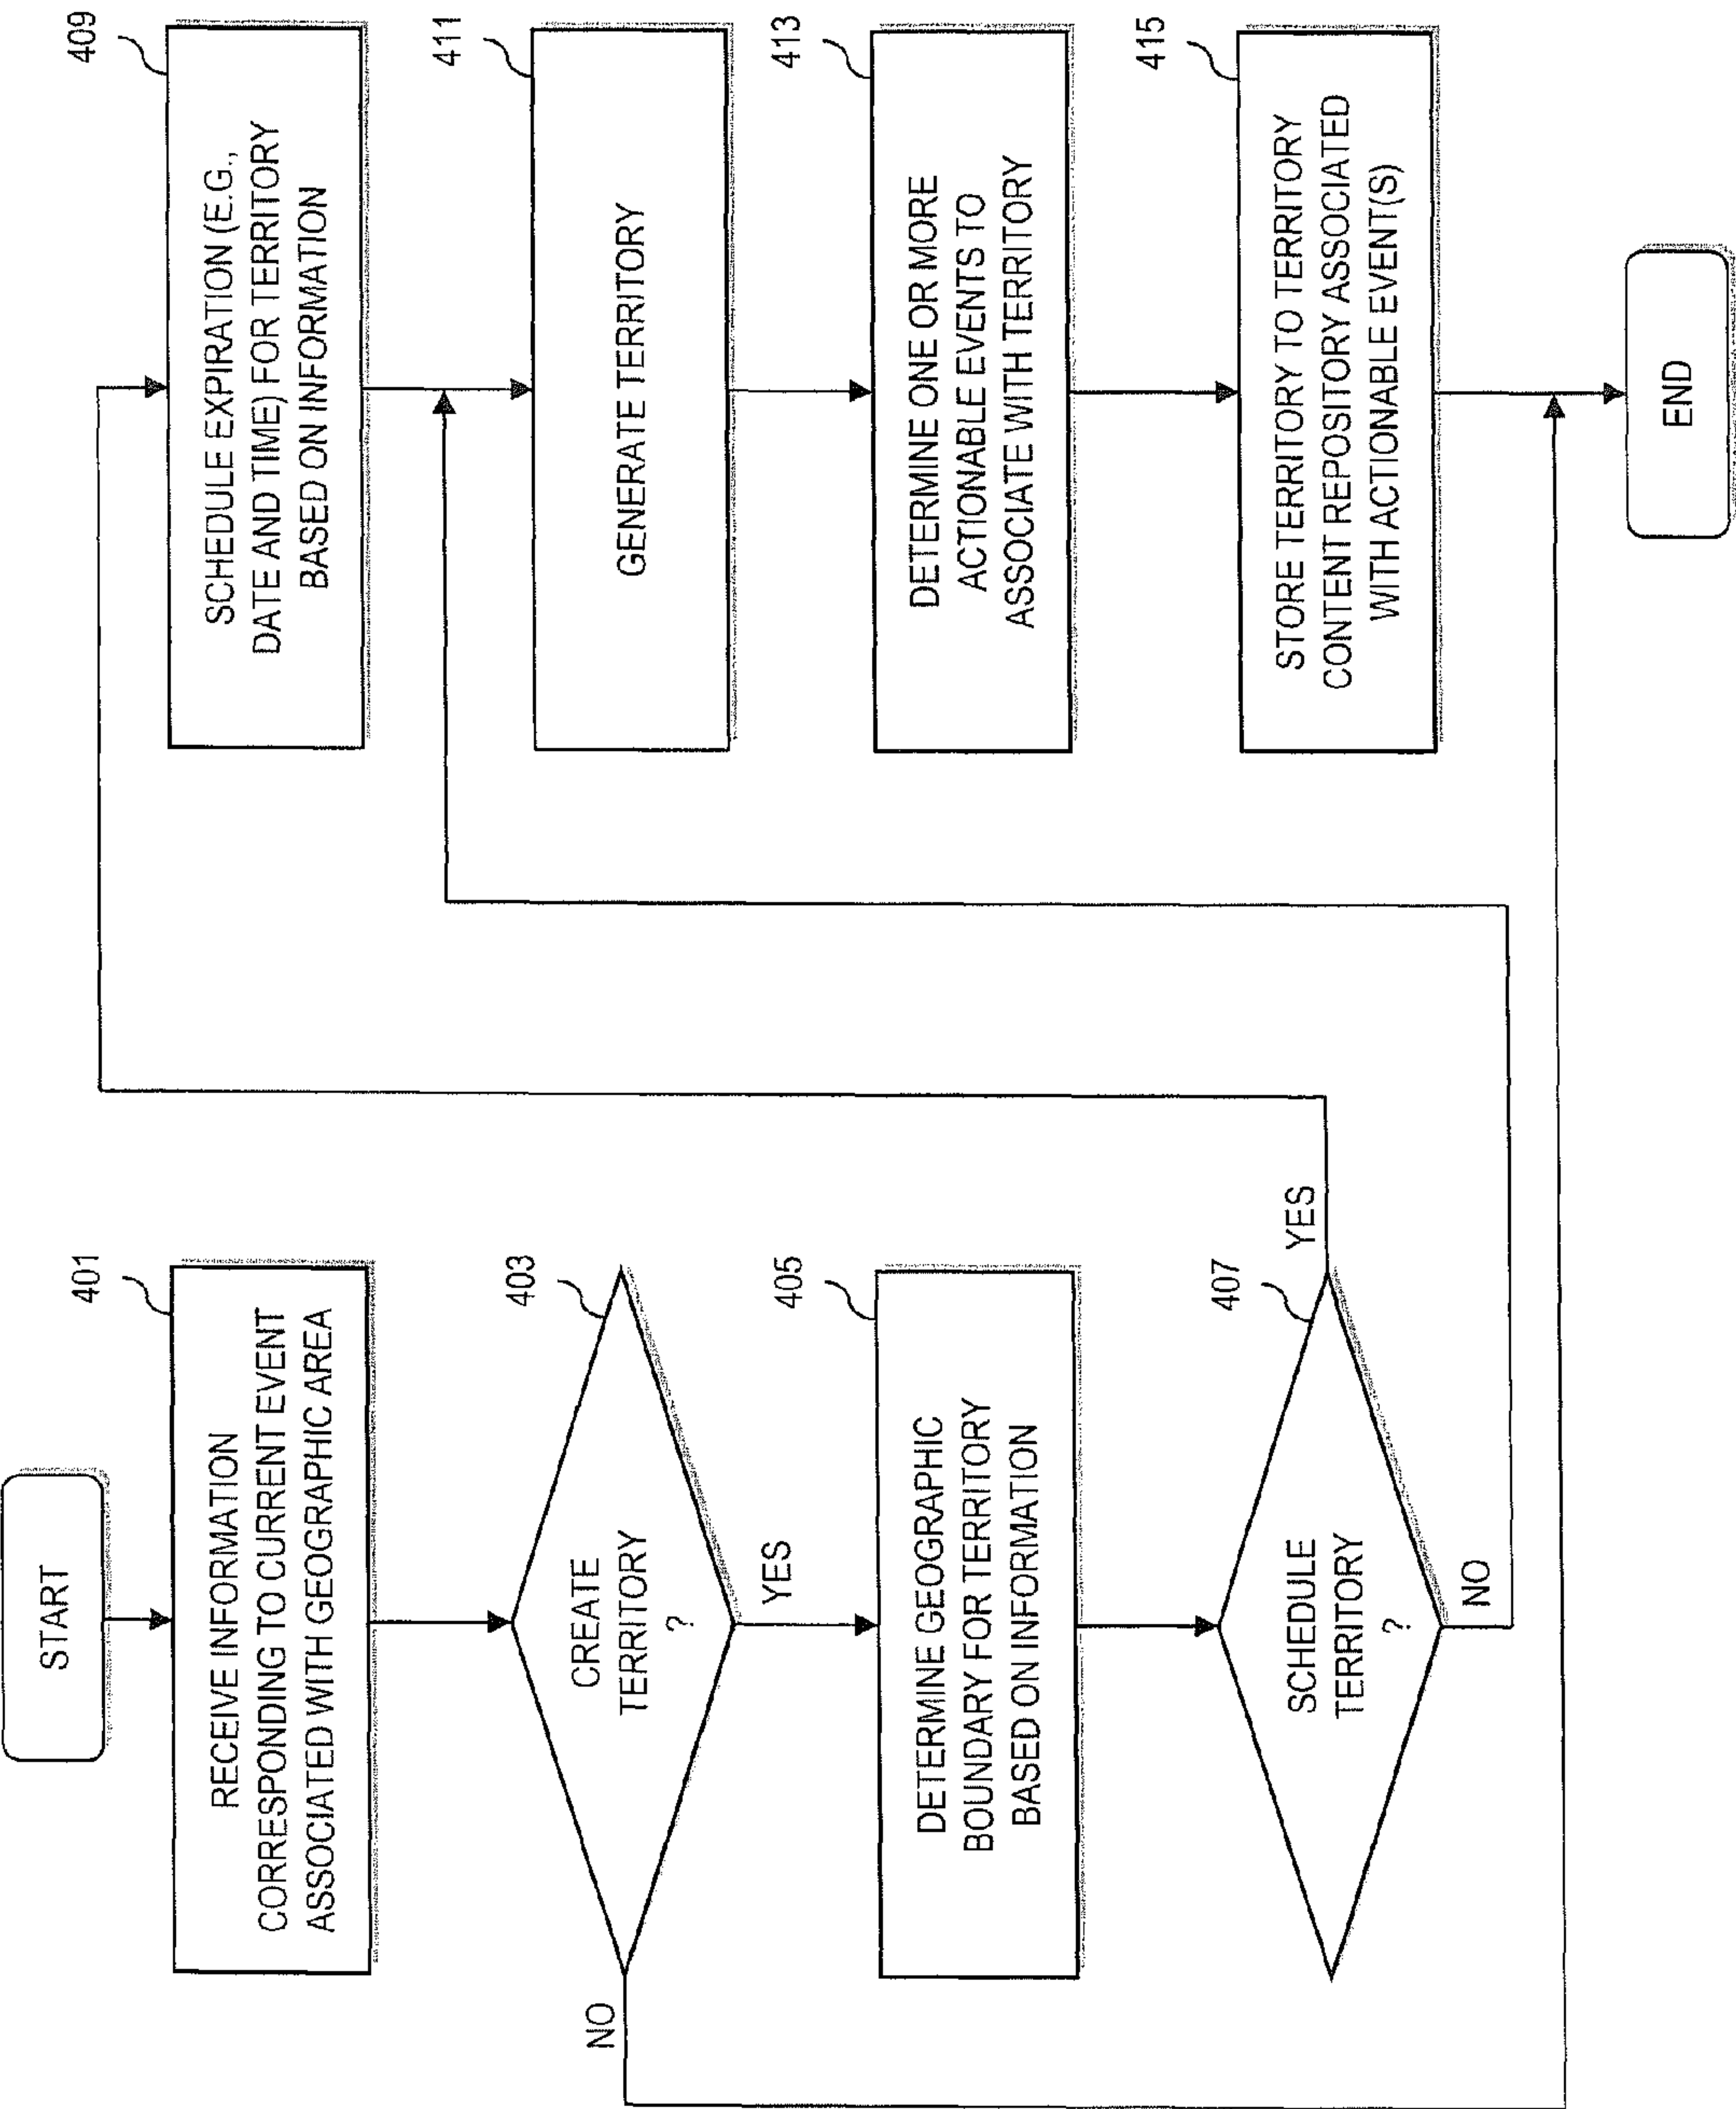 START
401
RECEIVE INFORMATION
CORRESPONDING TO CURRENT EVENT
ASSOCIATED WITH GEOGRAPHIC AREA
403
CREATE
TERRITORY
?
NO
YES
405
DETERMINE GEOGRAPHIC
BOUNDARY FOR TERRITORY
BASED ON INFORMATION
407
SCHEDULE
TERRITORY
?
YES
NO
409
SCHEDULE EXPIRATION (E.G.,
DATE AND TIME) FOR TERRITORY
BASED ON INFORMATION
411
GENERATE TERRITORY
413
DETERMINE ONE OR MORE
ACTIONABLE EVENTS TO
ASSOCIATE WITH TERRITORY
415
STORE TERRITORY TO TERRITORY
CONTENT REPOSITORY ASSOCIATED
WITH ACTIONABLE EVENT(S)
END